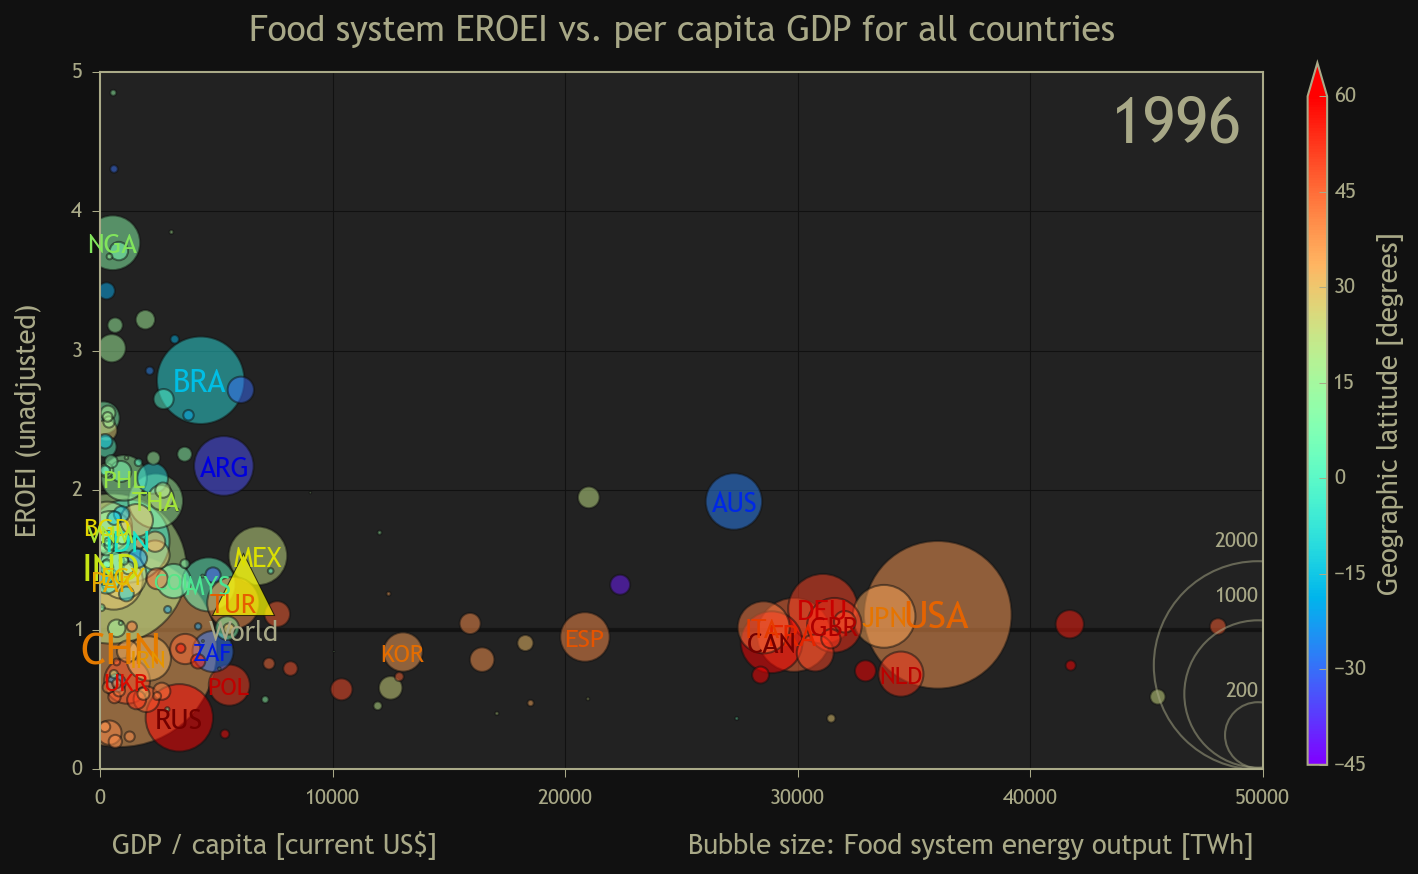 Food system EROEI vs. per capita GDP for all countries
1996
EROEI (unadjusted)
5
4
3
2
1
0
NGA
BRA
ARG
PHL
THA
AUS
BGD
IND
MEX
MYS
PAK
TUR
World
CHN
ZAF
KOR
ESP
DEU
GBR
CAN
JPN
USA
NLD
UKR
POL
RUS
2000
1000
200
0
10000
20000
30000
40000
50000
GDP / capita [current US$]
Bubble size: Food system energy output [TWh]
60
45
30
15
0
−15
−30
−45
Geographic latitude [degrees]